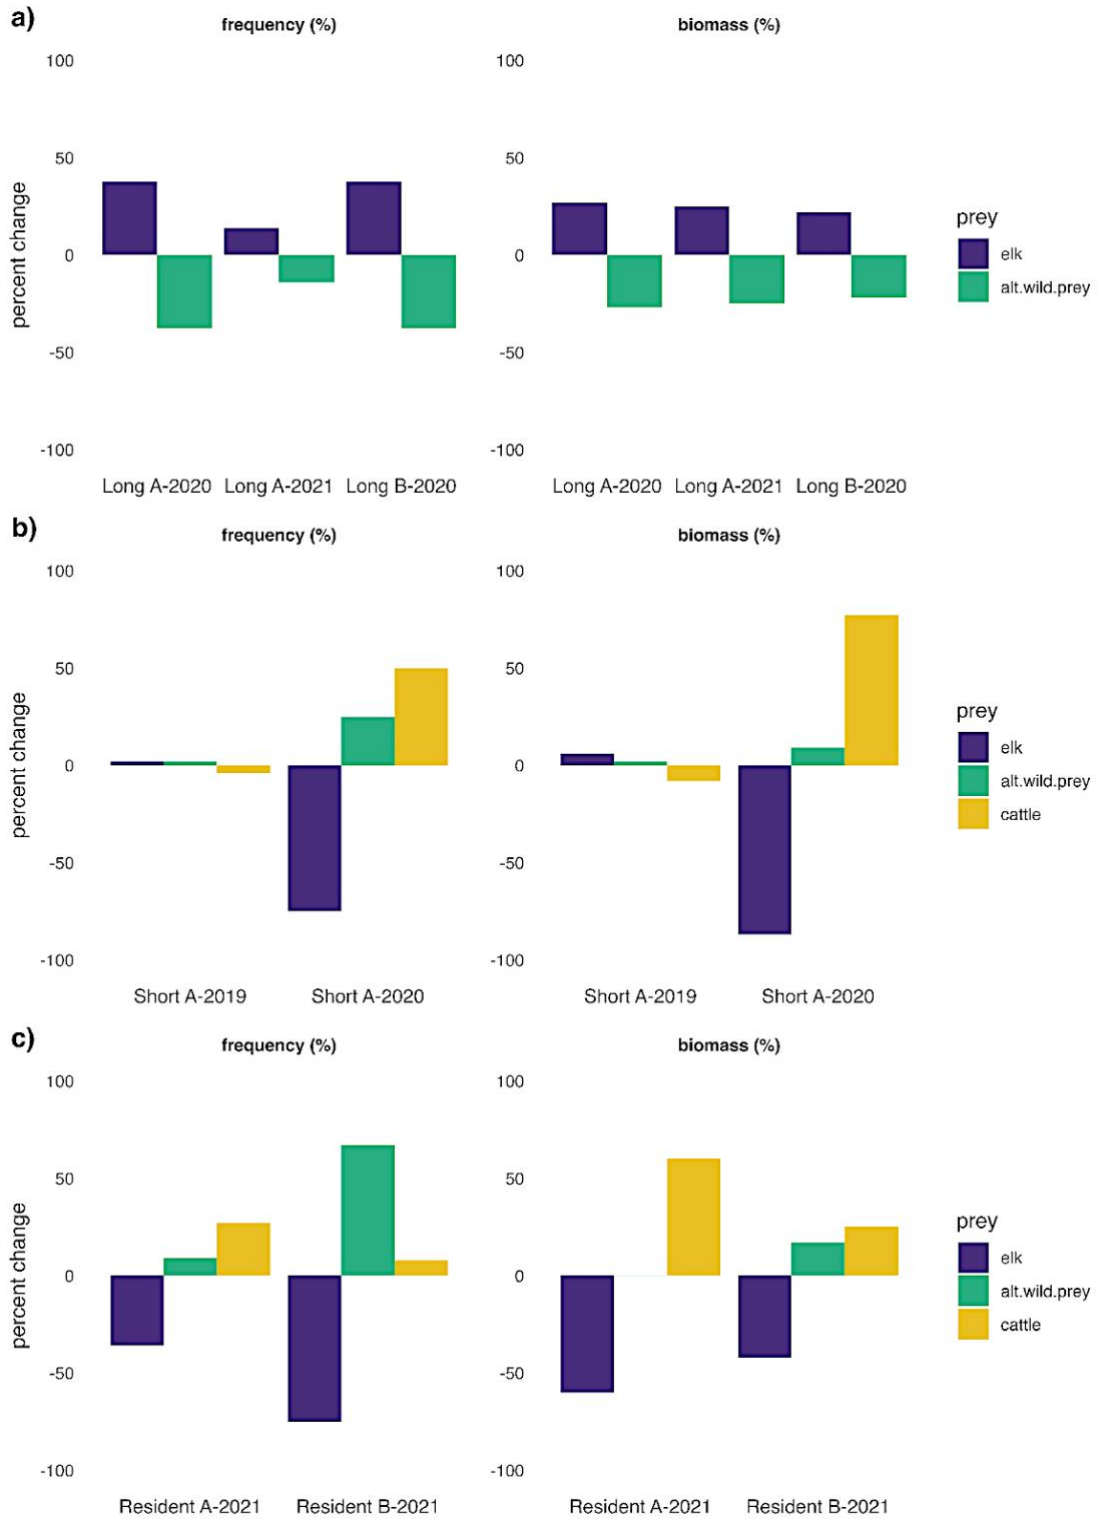 a)
frequency (%)
biomass (%)
percent change
100
50
0
-50
-100
Long A-2020 Long A-2021 Long B-2020
100
50
0
-50
-100
Long A-2020 Long A-2021 Long B-2020
prey
elk
alt.wild.prey
b)
frequency (%)
biomass (%)
percent change
100
50
0
-50
-100
Short A-2019 Short A-2020
100
50
0
-50
-100
Short A-2019 Short A-2020
prey
elk
alt.wild.prey
cattle
c)
frequency (%)
biomass (%)
percent change
100
50
0
-50
-100
Resident A-2021 Resident B-2021
100
50
0
-50
-100
Resident A-2021 Resident B-2021
prey
elk
alt.wild.prey
cattle